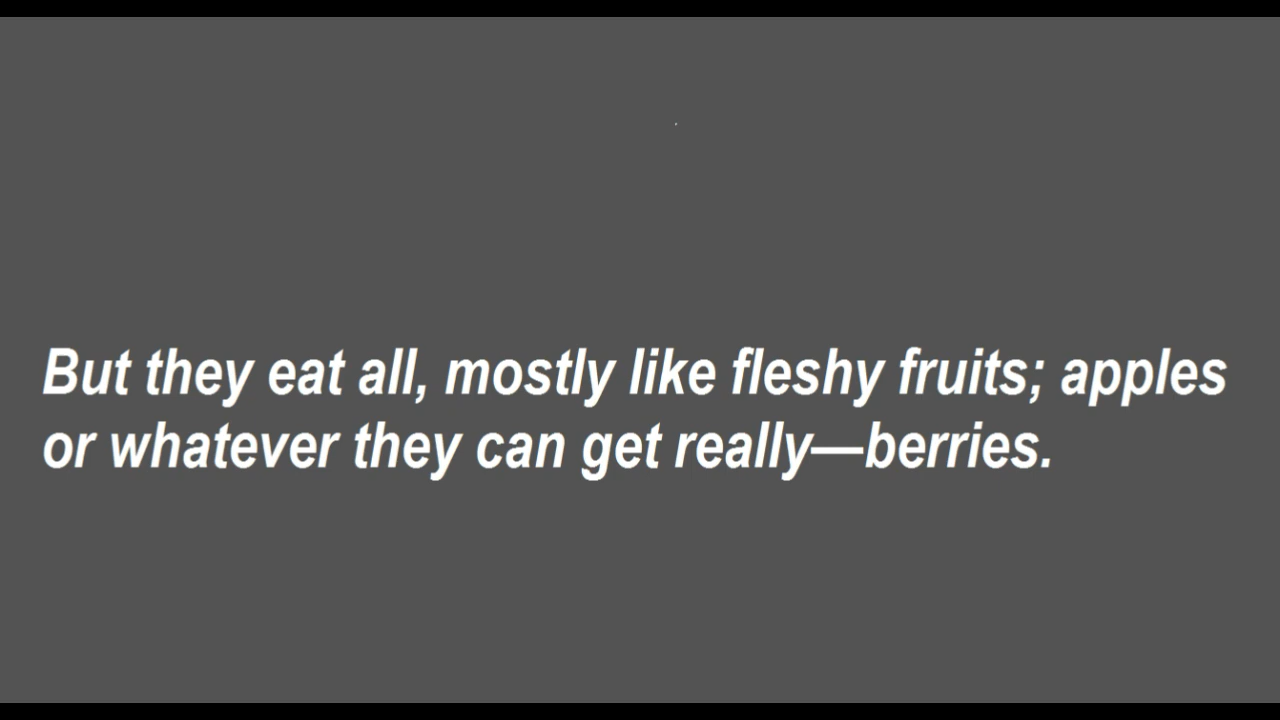 But they eat all, mostly like fleshy fruits; apples
or whatever they can get really—berries.